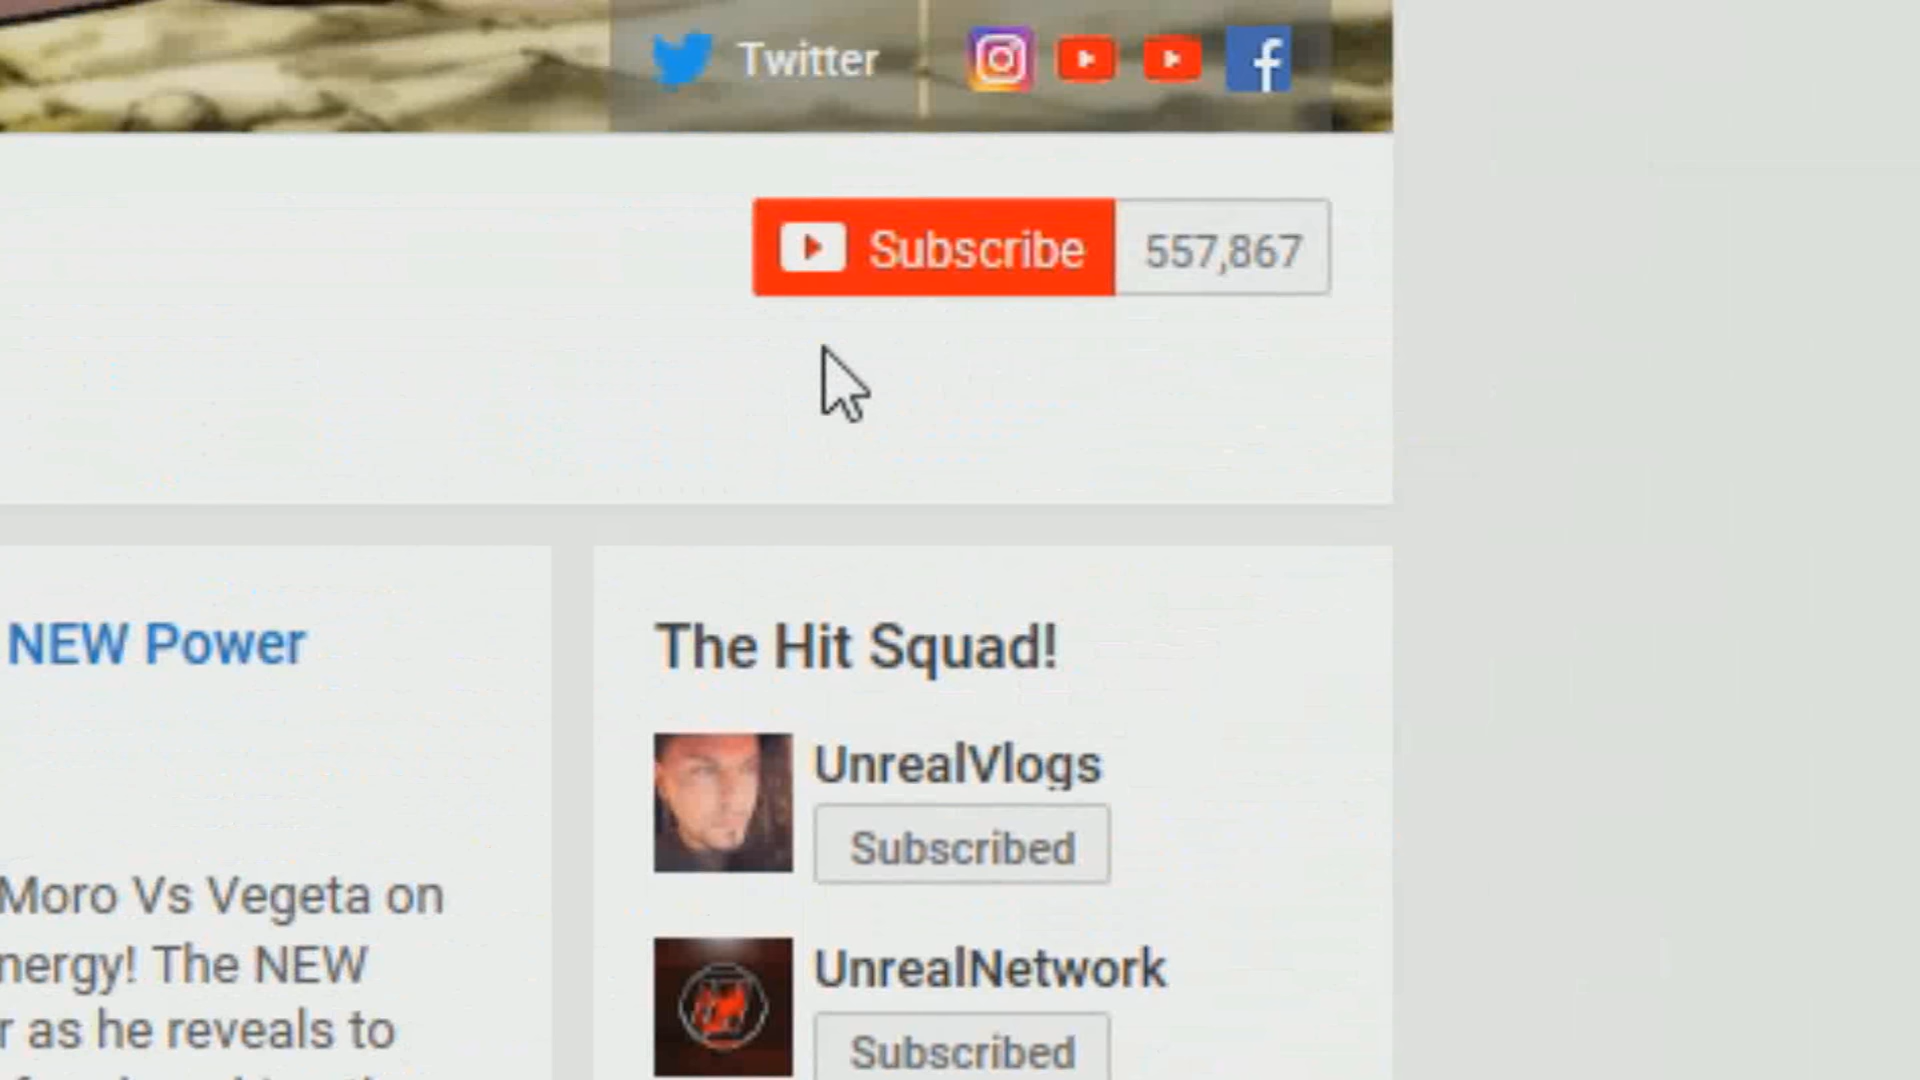 Twitter
Subscribe 557,867
NEW Power
Moro Vs Vegeta on
nergy! The NEW
r as he reveals to
The Hit Squad!
UnrealVlogs
Subscribed
UnrealNetwork
Subscribed